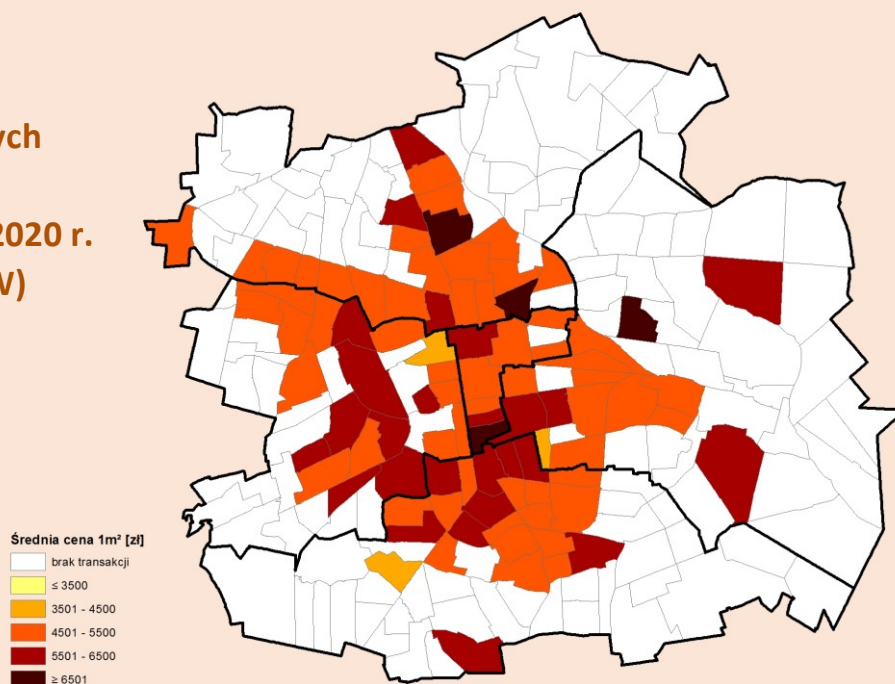 ych
2020 r.
V)
Średnia cena 1m² [zł]
brak transakcji
≤ 3500
3501 - 4500
4501 - 5500
5501 - 6500
≥ 6501